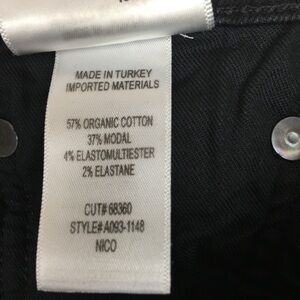 MADE IN TURKEY
IMPORTED MATERIALS
57% ORGANIC COTTON
37% MODAL
4% ELASTOMULTIESTER
2% ELASTANE
CUT# 68360
STYLE# A093-1148
NICO